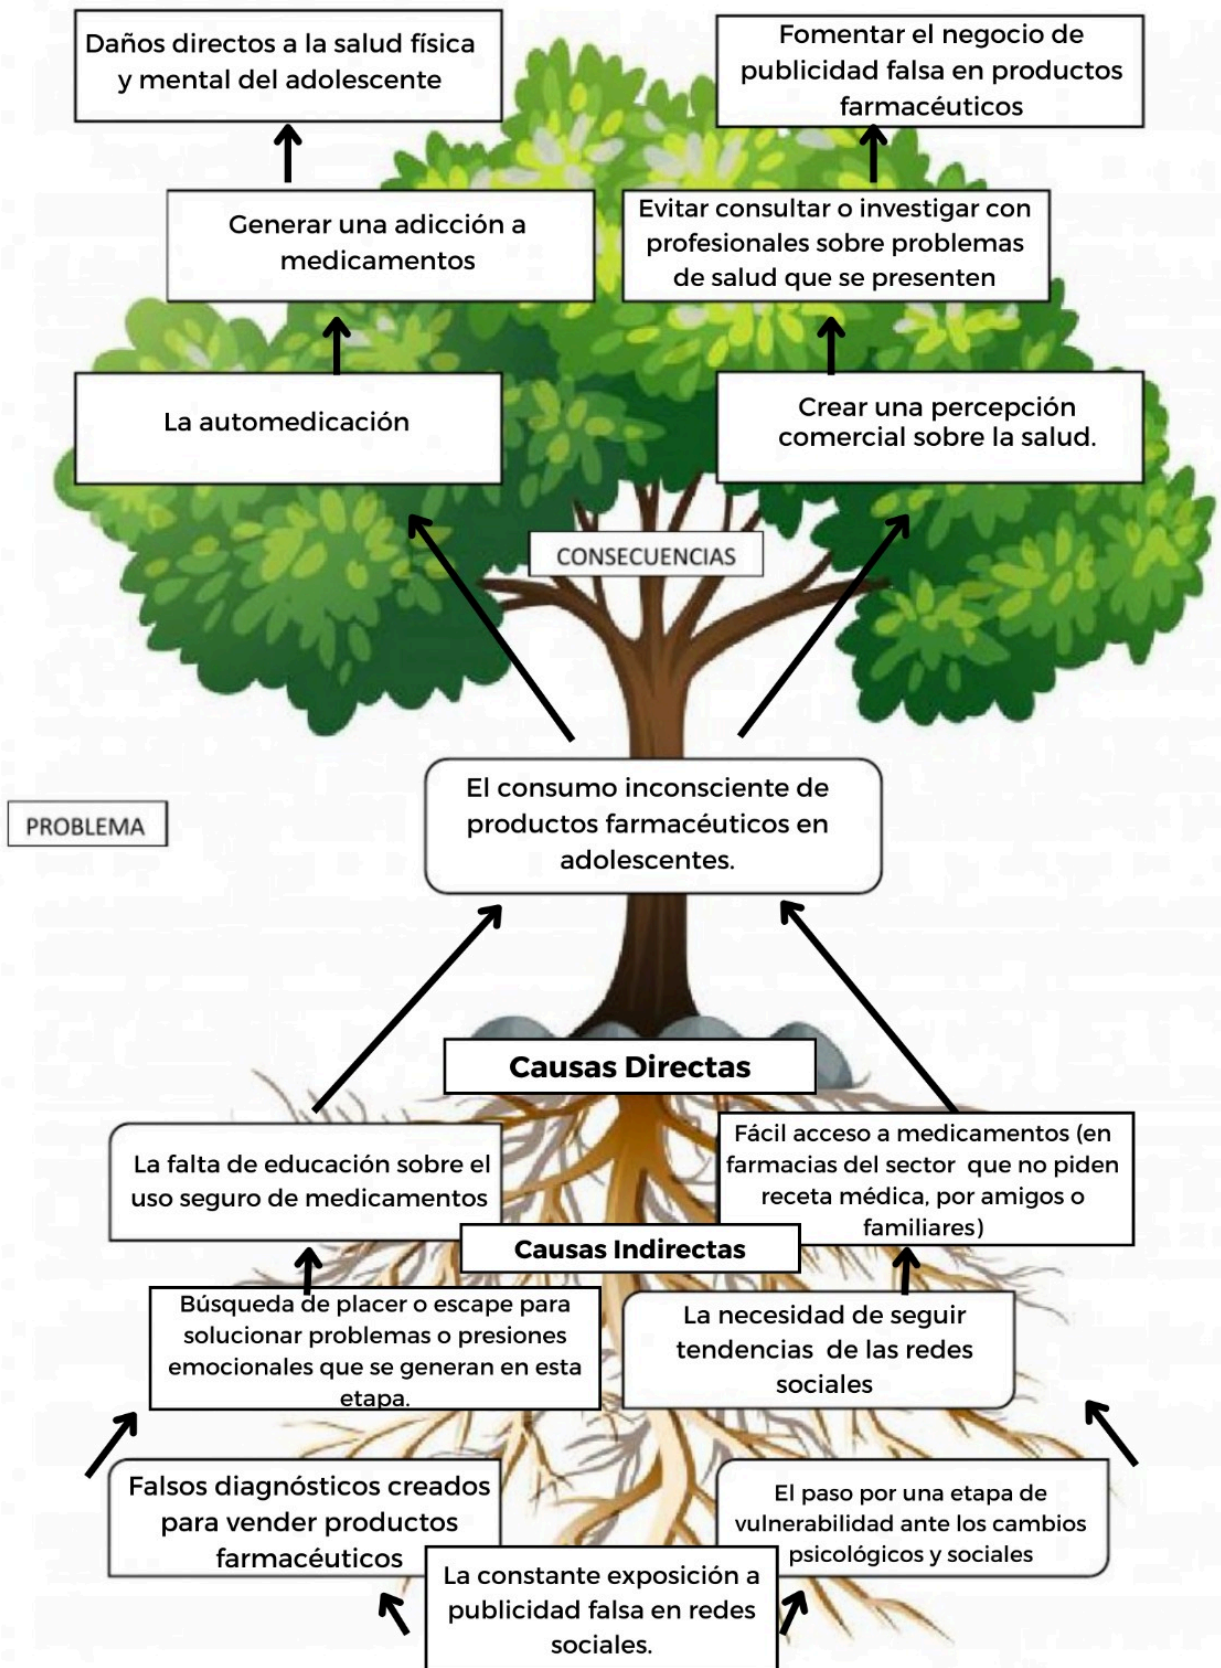 Daños directos a la salud física
y mental del adolescente
Fomentar el negocio de
publicidad falsa en productos
farmacéuticos
Generar una adicción a
medicamentos
Evitar consultar o investigar con
profesionales sobre problemas
de salud que se presenten
La automedicación
Crear una percepción
comercial sobre la salud.
CONSECUENCIAS
PROBLEMA
El consumo inconsciente de
productos farmacéuticos en
adolescentes.
Causas Directas
La falta de educación sobre el
uso seguro de medicamentos
Fácil acceso a medicamentos (en
farmacias del sector que no piden
receta médica, por amigos o
familiares)
Causas Indirectas
Búsqueda de placer o escape para
solucionar problemas o presiones
emocionales que se generan en esta
etapa.
La necesidad de seguir
tendencias de las redes
sociales
Falsos diagnósticos creados
para vender productos
farmacéuticos
El paso por una etapa de
vulnerabilidad ante los cambios
psicológicos y sociales
La constante exposición a
publicidad falsa en redes
sociales.